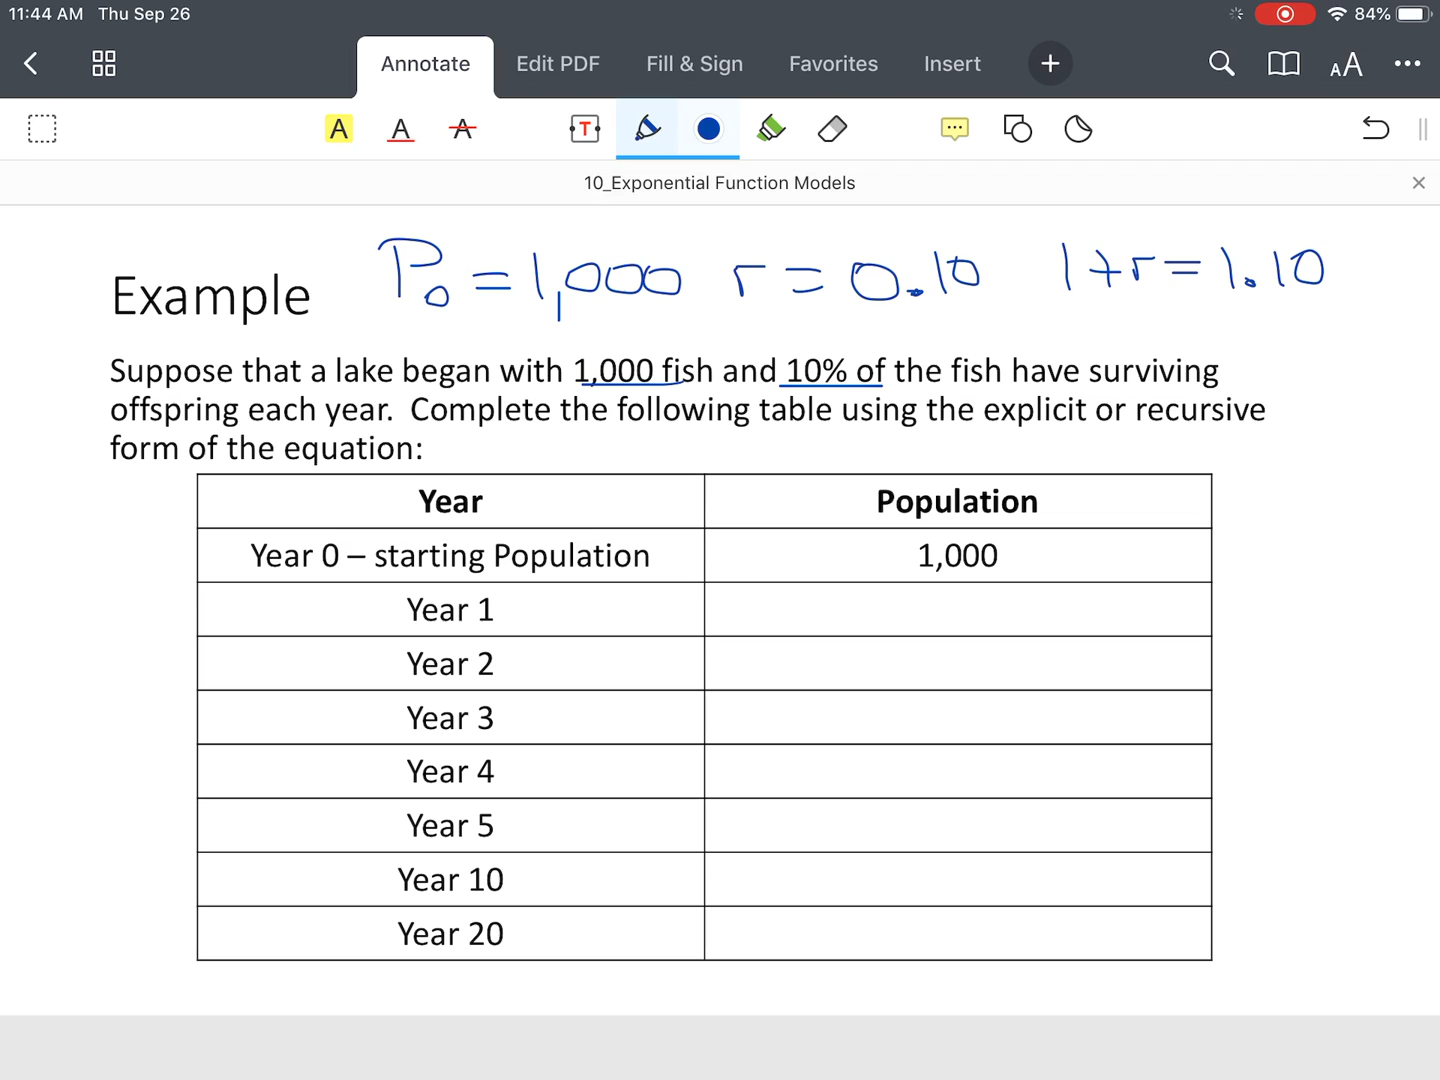 11:44 AM Thu Sep 26 84%
Annotate Edit PDF Fill & Sign Favorites Insert
A A A T
10_Exponential Function Models
P₀ = 1,000 r = 0.10 1+r = 1.10
Example
Suppose that a lake began with 1,000 fish and 10% of the fish have surviving
offspring each year. Complete the following table using the explicit or recursive
form of the equation:
Year Population
Year 0 – starting Population 1,000
Year 1
Year 2
Year 3
Year 4
Year 5
Year 10
Year 20